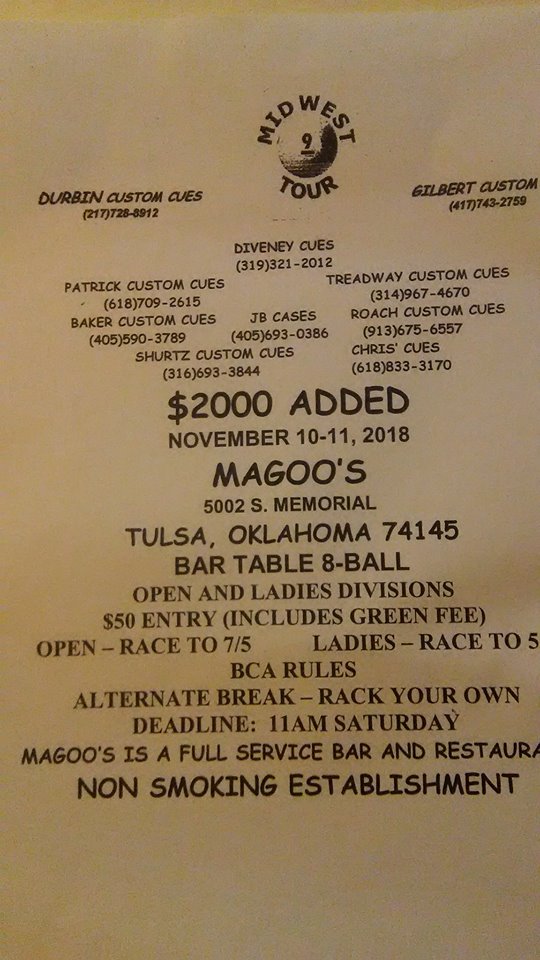 MIDWEST
9
TOUR
DURBIN CUSTOM CUES
(217)728-8912
GILBERT CUSTOM
(417)743-2759
DIVENEY CUES
(319)321-2012
PATRICK CUSTOM CUES
(618)709-2615
TREADWAY CUSTOM CUES
(314)967-4670
BAKER CUSTOM CUES
(405)590-3789
JB CASES
(405)693-0386
ROACH CUSTOM CUES
(913)675-6557
SHURTZ CUSTOM CUES
(316)693-3844
CHRIS' CUES
(618)833-3170
$2000 ADDED
NOVEMBER 10-11, 2018
MAGOO'S
5002 S. MEMORIAL
TULSA, OKLAHOMA 74145
BAR TABLE 8-BALL
OPEN AND LADIES DIVISIONS
$50 ENTRY (INCLUDES GREEN FEE)
OPEN – RACE TO 7/5 LADIES – RACE TO 5
BCA RULES
ALTERNATE BREAK – RACK YOUR OWN
DEADLINE: 11AM SATURDAY
MAGOO'S IS A FULL SERVICE BAR AND RESTAURA
NON SMOKING ESTABLISHMENT